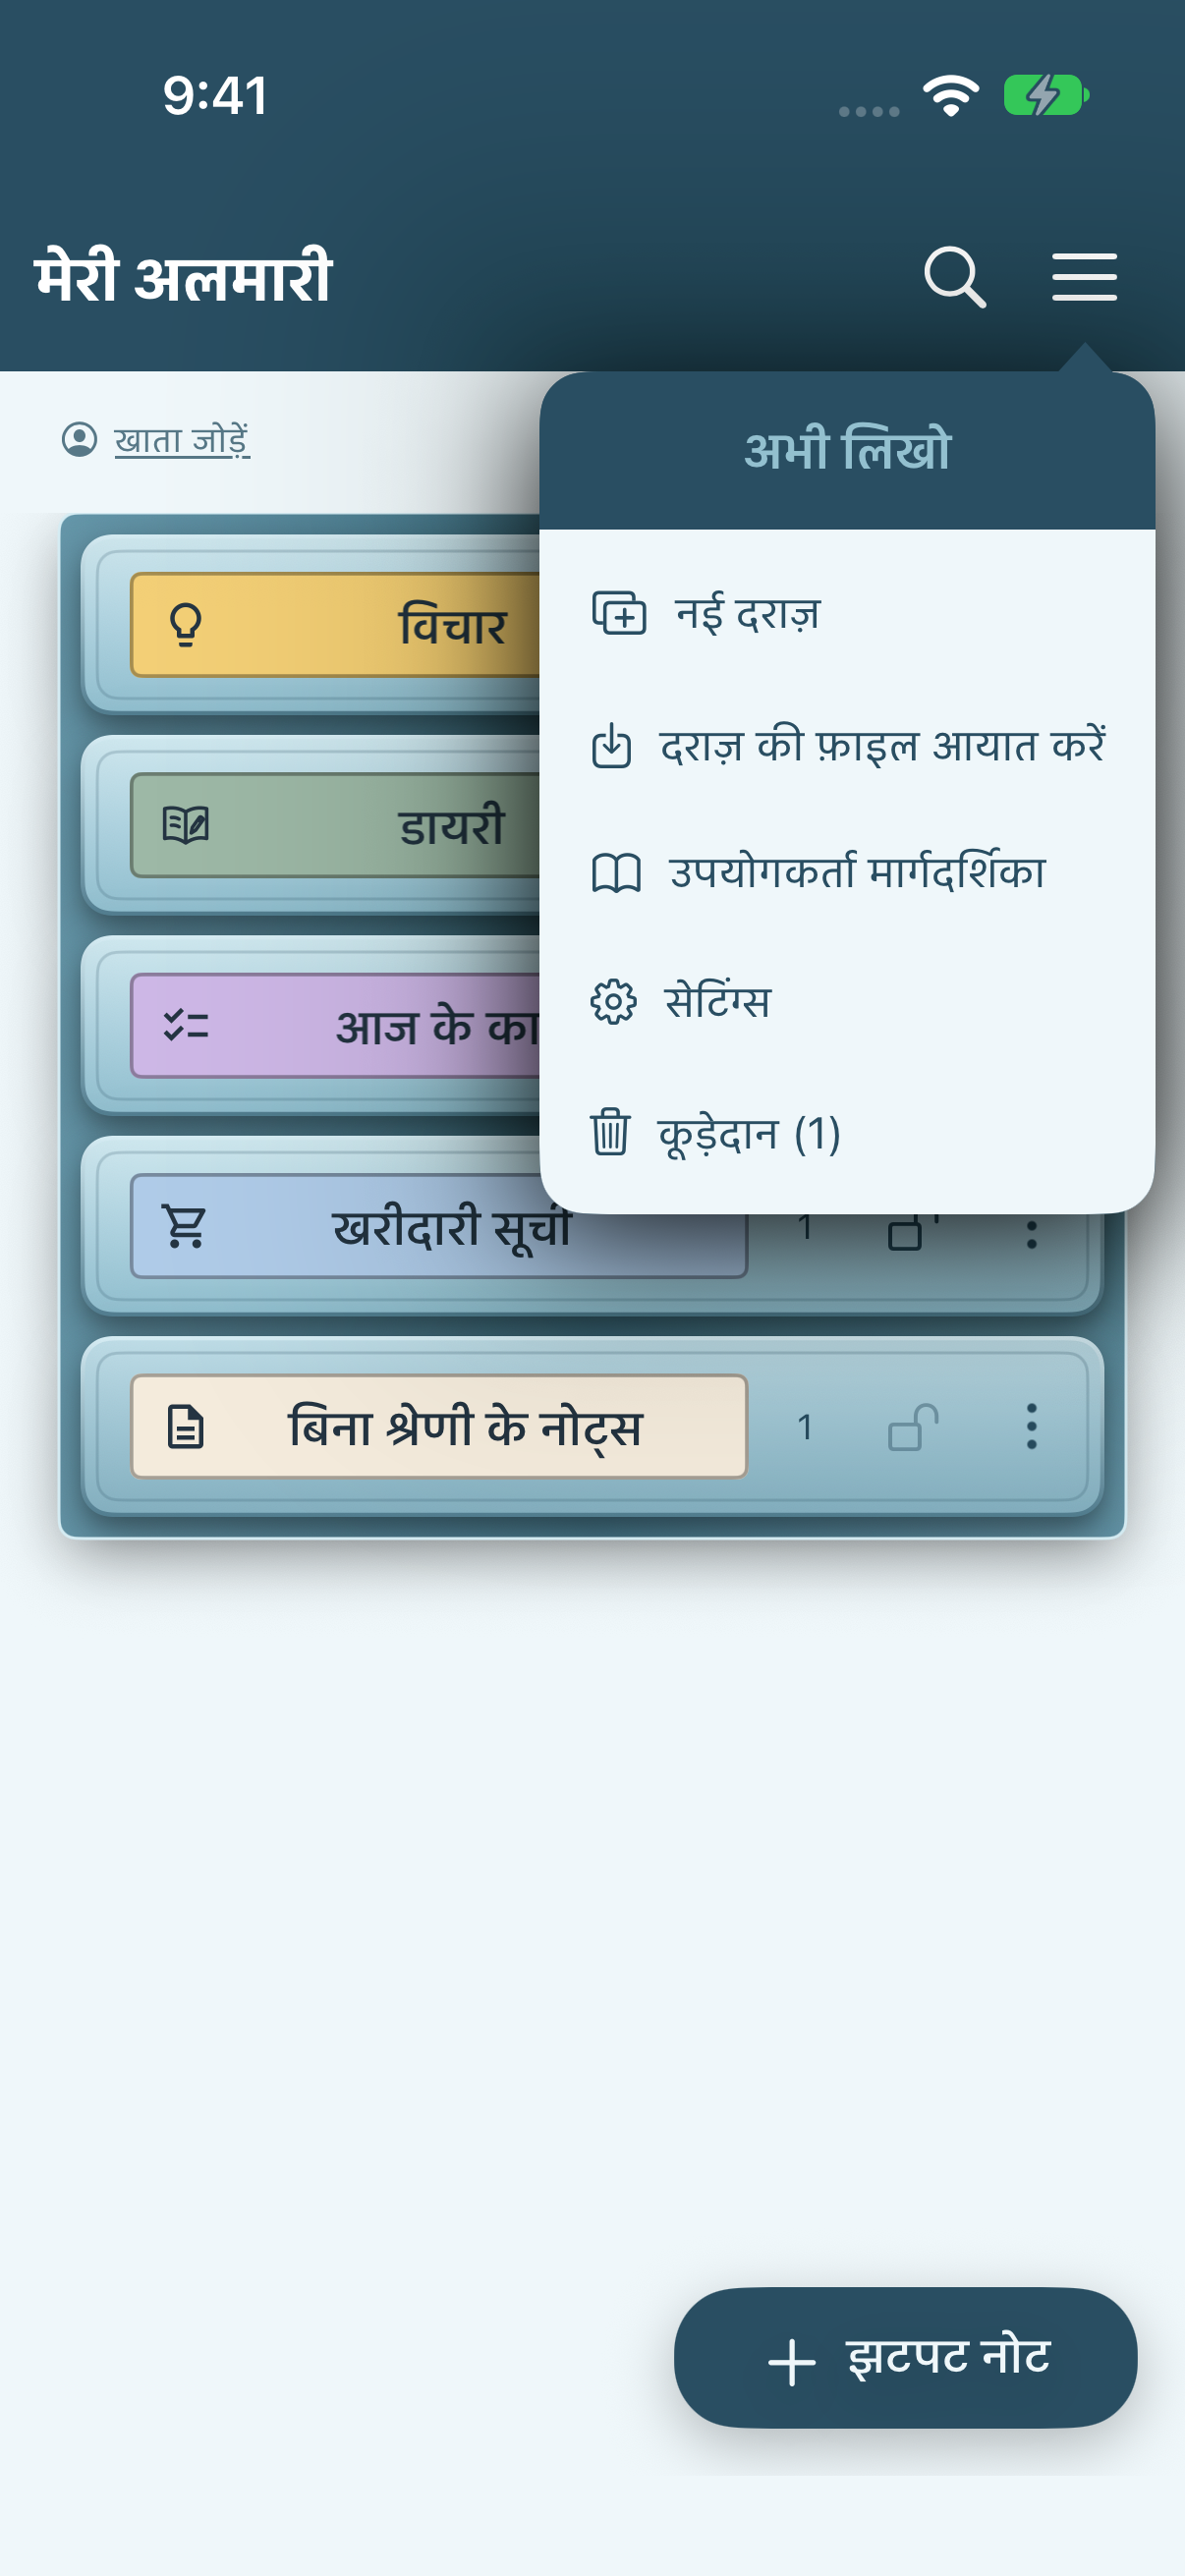 9:41
मेरी अलमारी
खाता जोड़ें
अभी लिखो
नई दराज़
दराज़ की फ़ाइल आयात करें
उपयोगकर्ता मार्गदर्शिका
सेटिंग्स
कूड़ेदान (1)
विचार
डायरी
आज के का
खरीदारी सूची 1
बिना श्रेणी के नोट्स 1
झटपट नोट